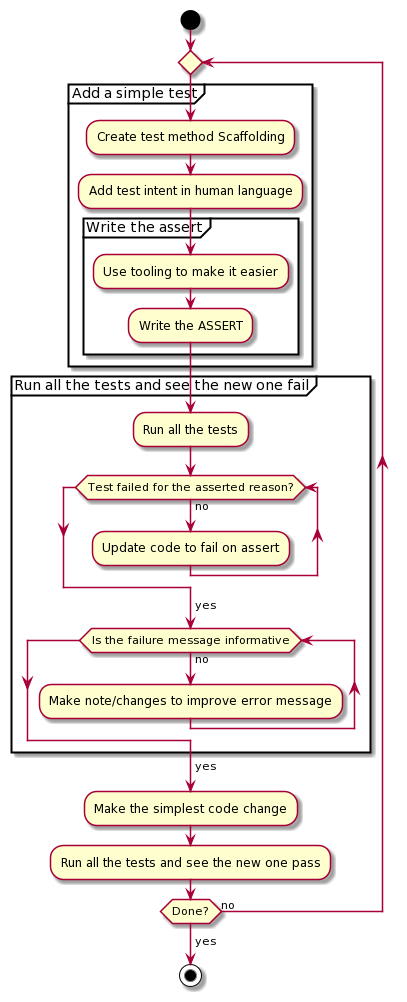 Add a simple test
Create test method Scaffolding
Add test intent in human language
Write the assert
Use tooling to make it easier
Write the ASSERT
Run all the tests and see the new one fail
Run all the tests
Test failed for the asserted reason?
no
Update code to fail on assert
yes
Is the failure message informative
no
Make note/changes to improve error message
yes
Make the simplest code change
Run all the tests and see the new one pass
Done?
no
yes